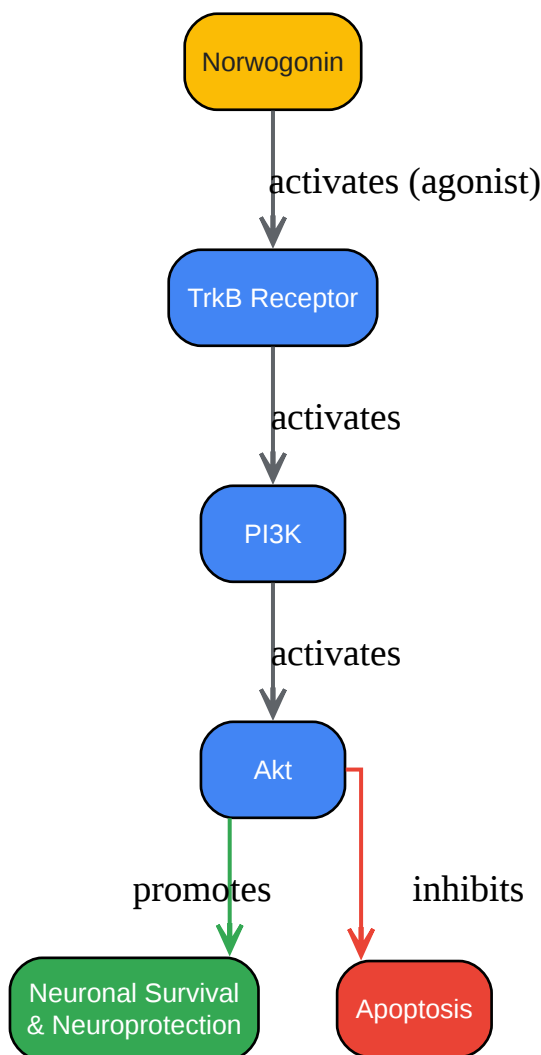 Norwogonin
activates (agonist)
TrkB Receptor
activates
PI3K
activates
Akt
promotes
inhibits
Neuronal Survival
& Neuroprotection
Apoptosis